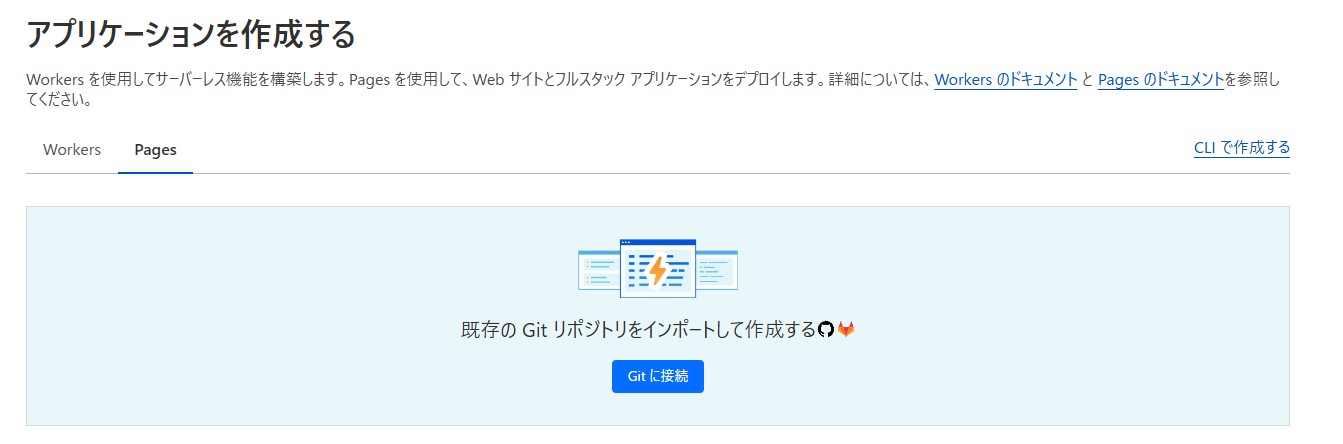 アプリケーションを作成する
Workers を使用してサーバーレス機能を構築します。Pages を使用して、Web サイトとフルスタック アプリケーションをデプロイします。詳細については、Workers のドキュメント と Pages のドキュメントを参照し
てください。
Workers Pages CLI で作成する
既存の Git リポジトリをインポートして作成する
Git に接続